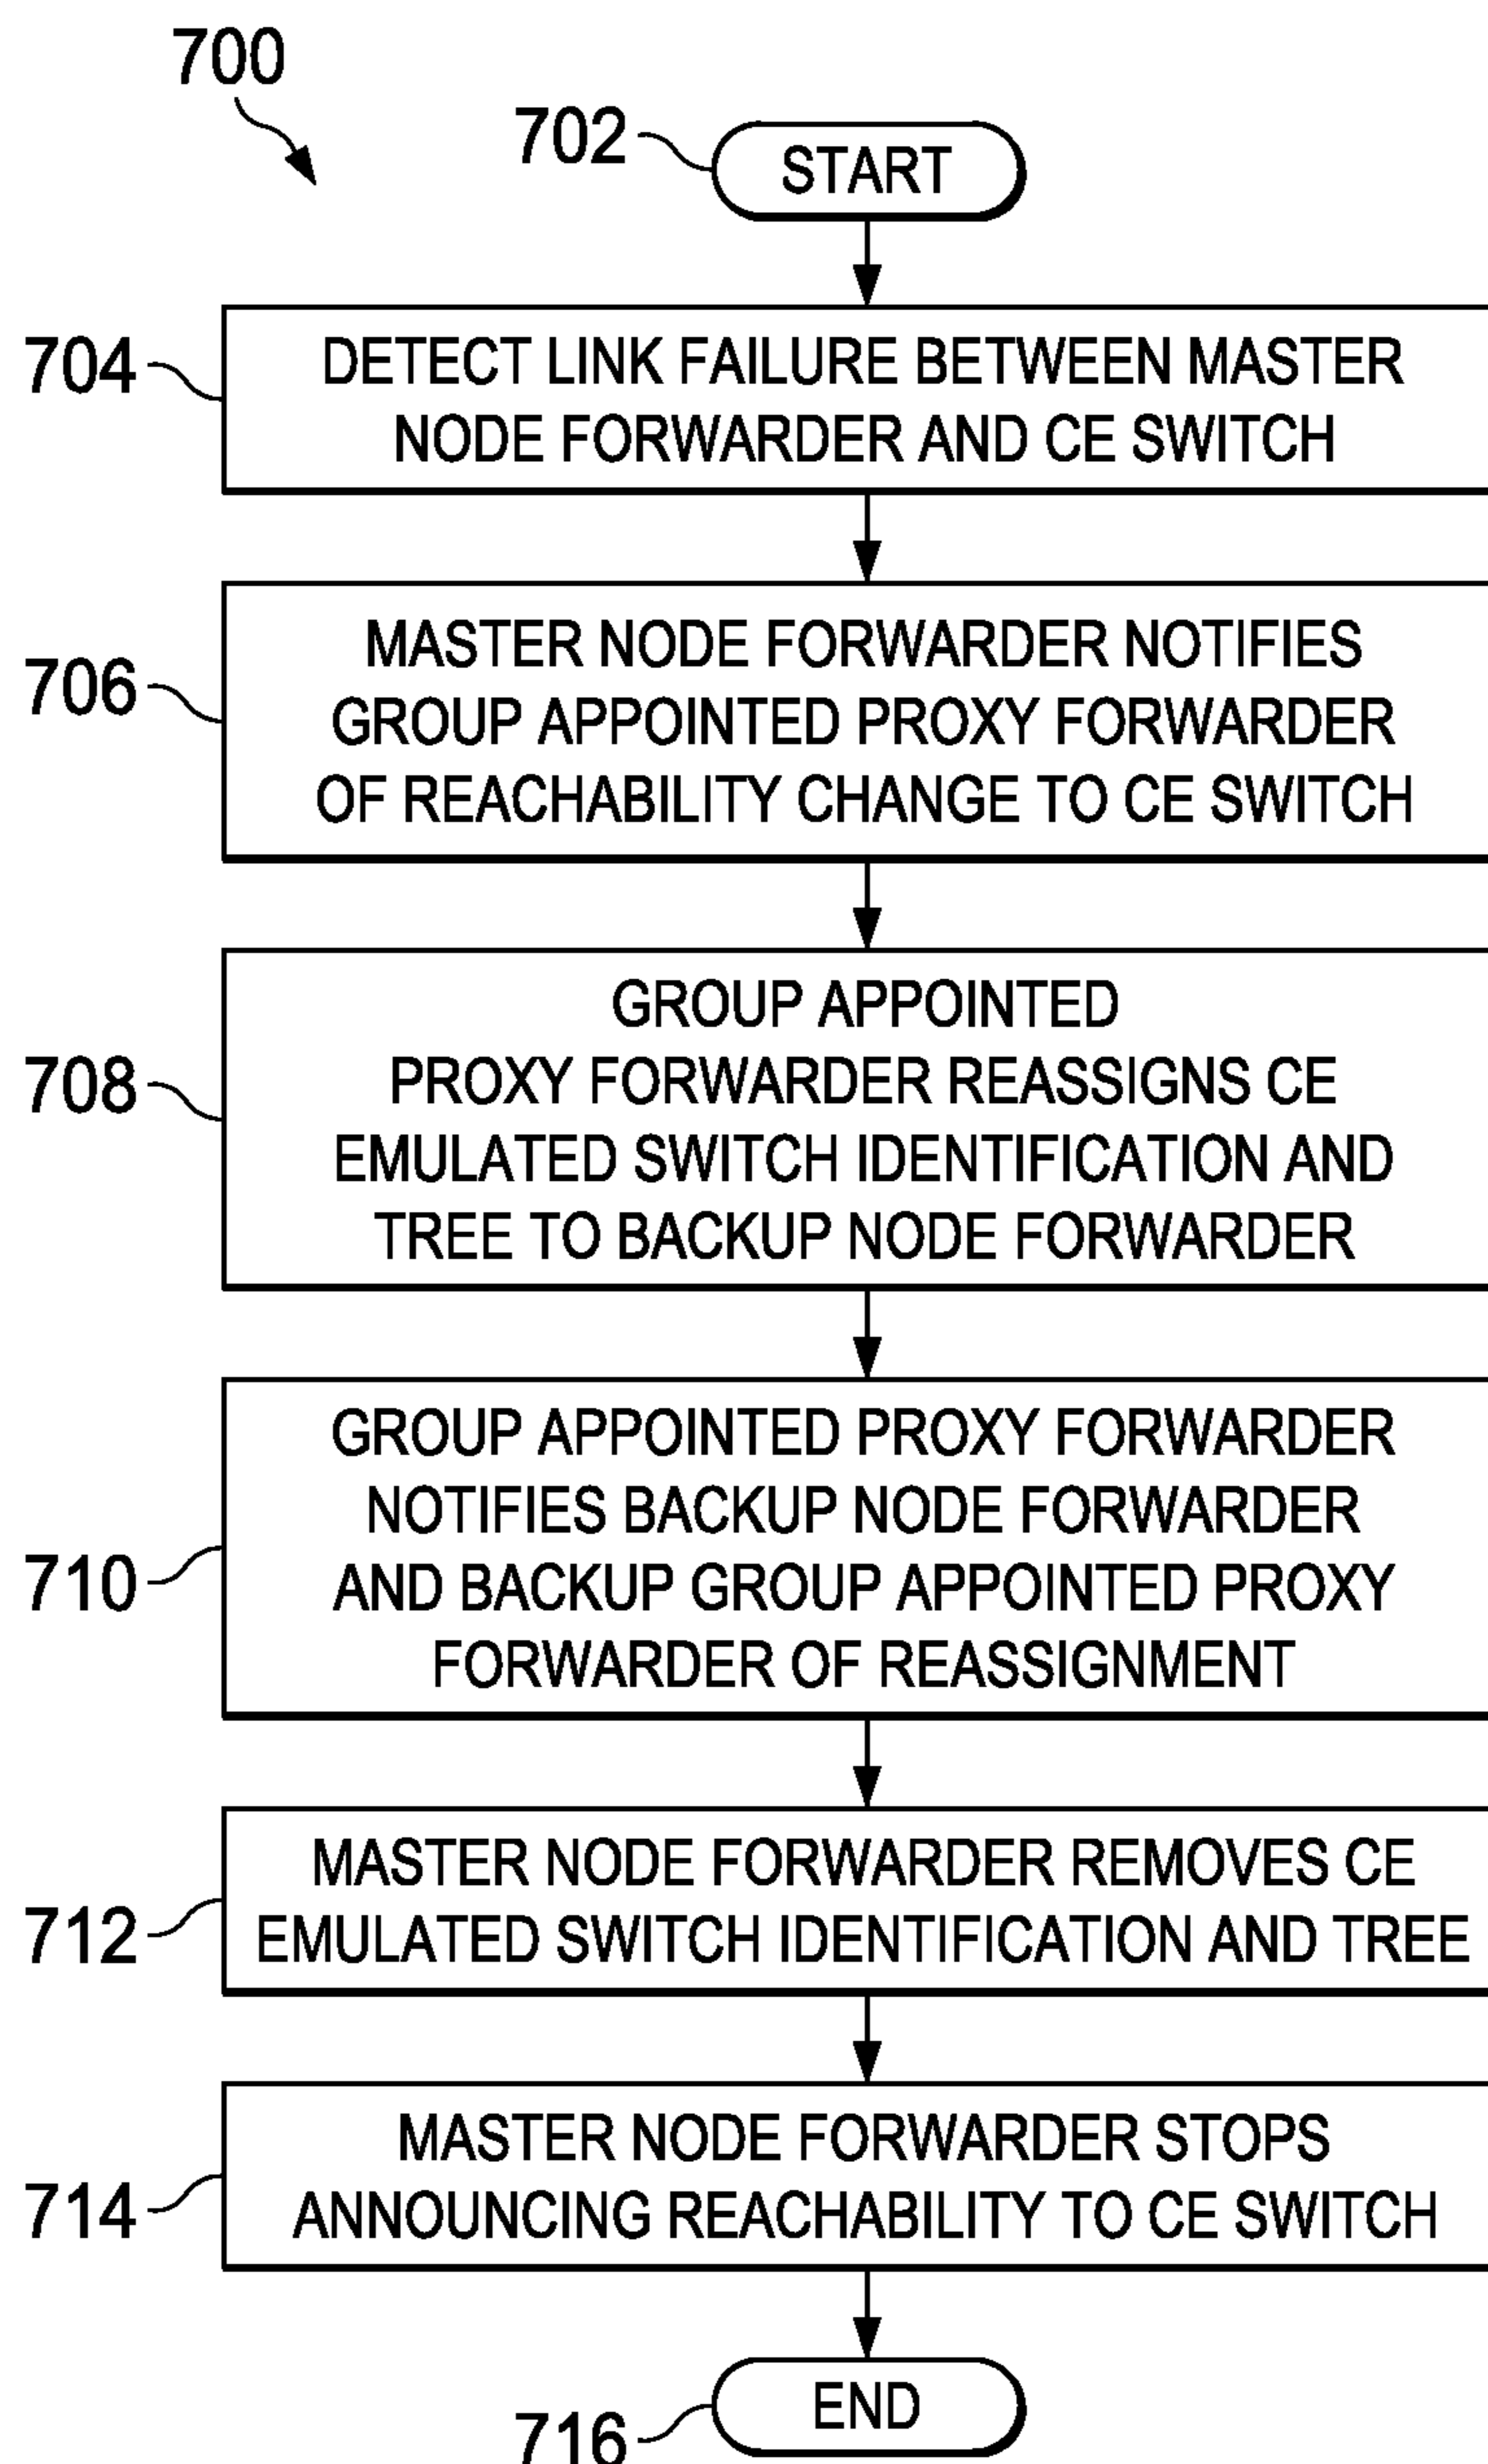 700
702
START
704
DETECT LINK FAILURE BETWEEN MASTER
NODE FORWARDER AND CE SWITCH
706
MASTER NODE FORWARDER NOTIFIES
GROUP APPOINTED PROXY FORWARDER
OF REACHABILITY CHANGE TO CE SWITCH
708
GROUP APPOINTED
PROXY FORWARDER REASSIGNS CE
EMULATED SWITCH IDENTIFICATION AND
TREE TO BACKUP NODE FORWARDER
710
GROUP APPOINTED PROXY FORWARDER
NOTIFIES BACKUP NODE FORWARDER
AND BACKUP GROUP APPOINTED PROXY
FORWARDER OF REASSIGNMENT
712
MASTER NODE FORWARDER REMOVES CE
EMULATED SWITCH IDENTIFICATION AND TREE
714
MASTER NODE FORWARDER STOPS
ANNOUNCING REACHABILITY TO CE SWITCH
716
END